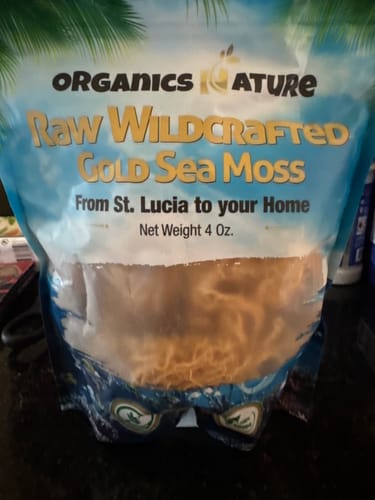 ORGANICS NATURE
Raw WILDCRAFTED
GOLD SEA MOSS
From St. Lucia to your Home
Net Weight 4 Oz.